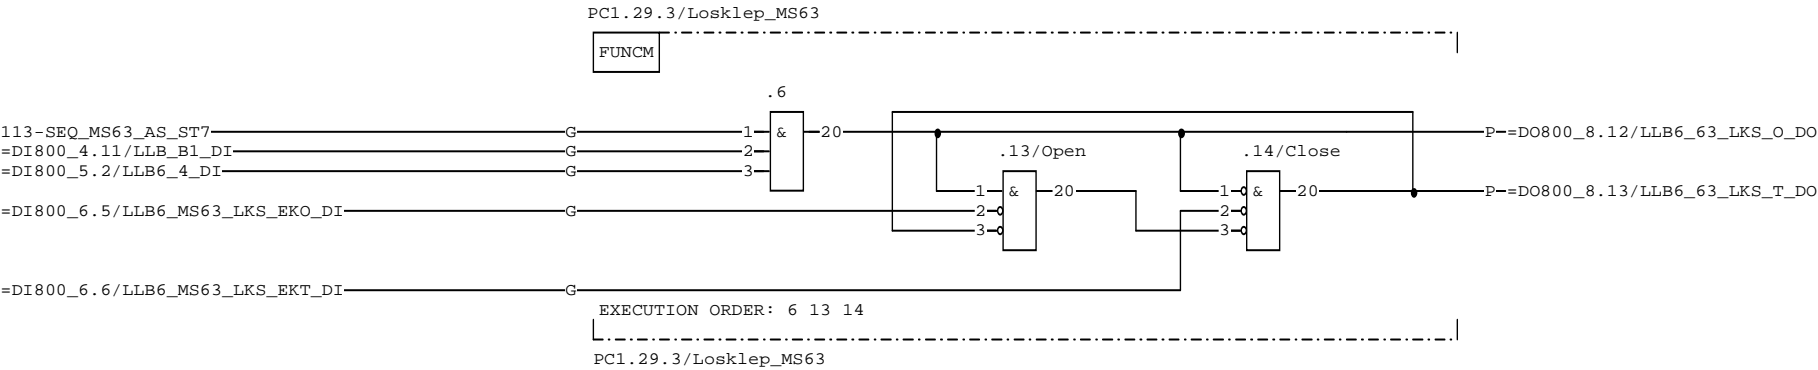 PC1.29.3/Losklep_MS63
FUNCM
.6
113-SEQ_MS63_AS_ST7 G 1 & 20 P =DO800_8.12/LLB6_63_LKS_O_DO
=DI800_4.11/LLB_B1_DI G 2 .13/Open .14/Close
=DI800_5.2/LLB6_4_DI G 3
1 & 20 1 & 20 P =DO800_8.13/LLB6_63_LKS_T_DO
=DI800_6.5/LLB6_MS63_LKS_EKO_DI G 2 2
3 3
=DI800_6.6/LLB6_MS63_LKS_EKT_DI G
EXECUTION ORDER: 6 13 14
PC1.29.3/Losklep_MS63